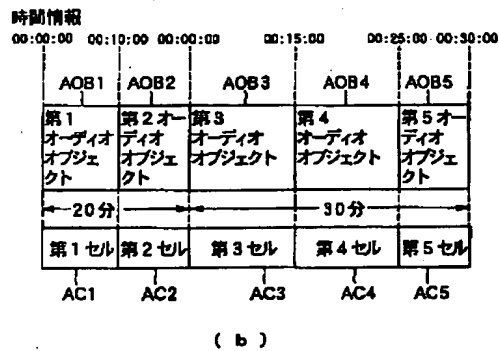 時間情報
00:00:00 00:10:00 00:00:00 00:15:00 00:25:00 00:30:00
AOB1 AOB2 AOB3 AOB4 AOB5
第1オーディオオブジェクト
第2オーディオオブジェクト
第3オーディオオブジェクト
第4オーディオオブジェクト
第5オーディオオブジェクト
20分 30分
第1セル 第2セル 第3セル 第4セル 第5セル
AC1 AC2 AC3 AC4 AC5
(b)